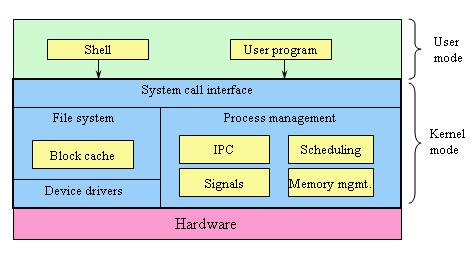 Shell
User program
User
mode
System call interface
File system
Process management
Block cache
IPC
Scheduling
Kernel
mode
Signals
Memory mgmt.
Device drivers
Hardware